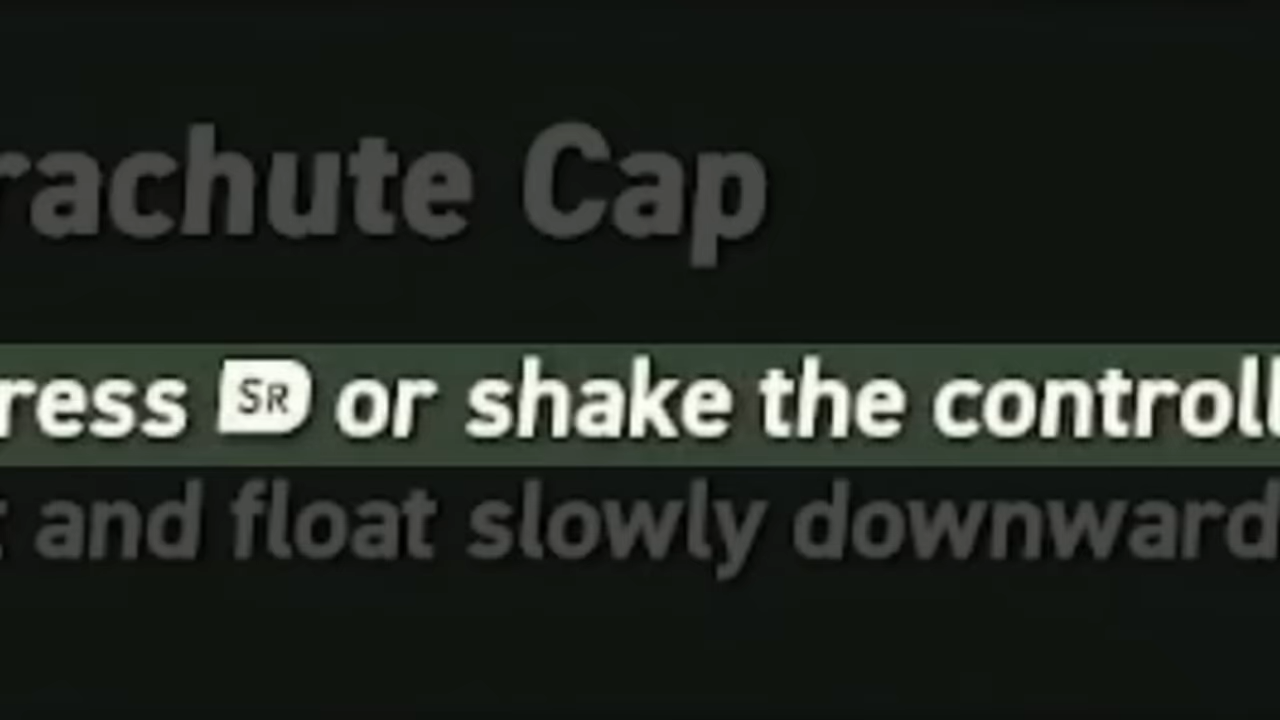 rachute Cap
ress SR or shake the controll
t and float slowly downward